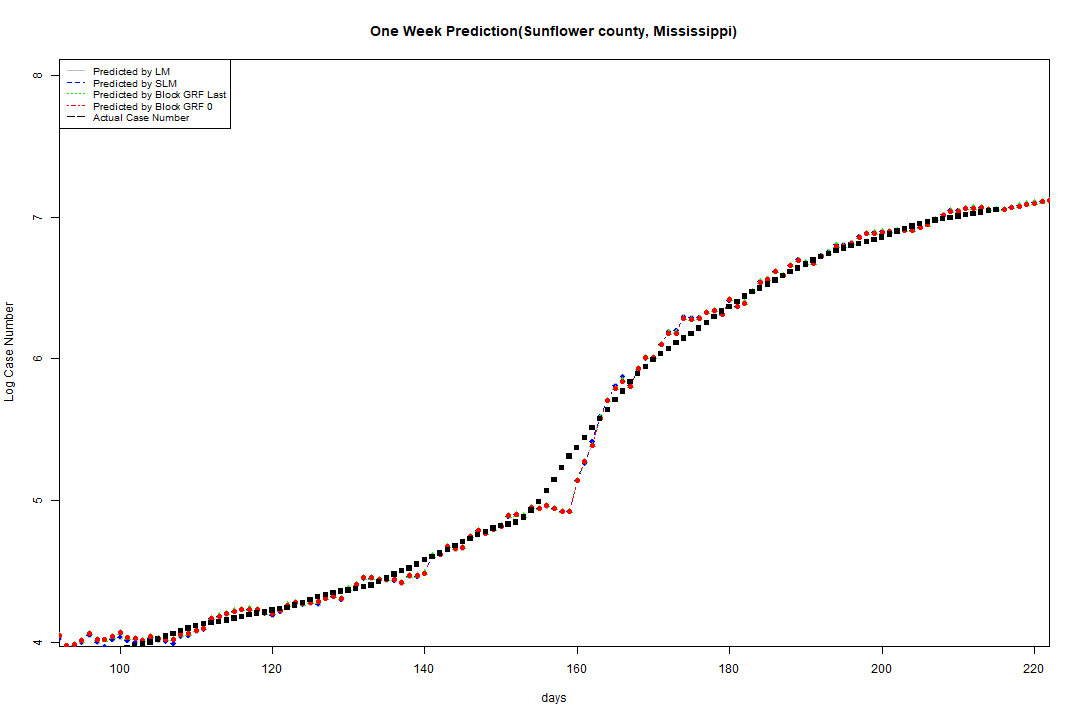 One Week Prediction(Sunflower county, Mississippi)
8
Predicted by LM
Predicted by SLM
Predicted by Block GRF Last
Predicted by Block GRF 0
Actual Case Number
7
6
5
4
Log Case Number
100 120 140 160 180 200 220
days